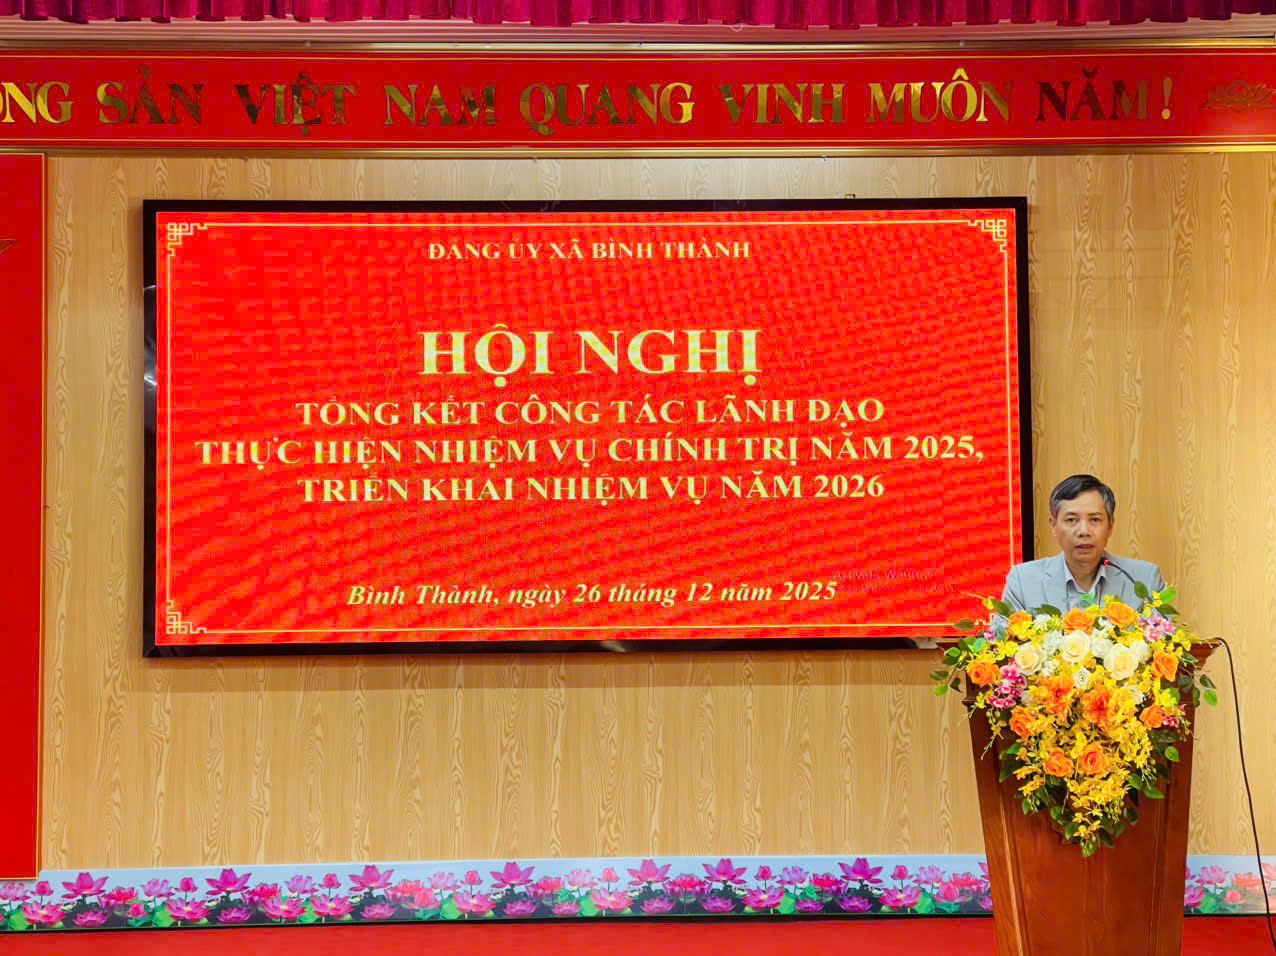 ỘNG SẢN VIỆT NAM QUANG VINH MUÔN NĂM!
ĐẢNG ỦY XÃ BÌNH THÀNH
HỘI NGHỊ
TỔNG KẾT CÔNG TÁC LÃNH ĐẠO
THỰC HIỆN NHIỆM VỤ CHÍNH TRỊ NĂM 2025,
TRIỂN KHAI NHIỆM VỤ NĂM 2026
Bình Thành, ngày 26 tháng 12 năm 2025